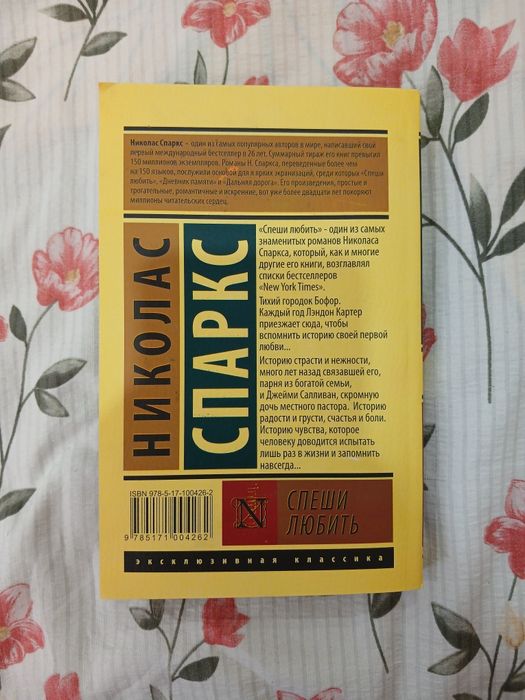 Николас Спаркс – один из самых популярных авторов в мире, написавший свой
первый международный бестселлер в 26 лет. Суммарный тираж его книг превысил
150 миллионов экземпляров. Романы Н. Спаркса, переведенные более чем
на 150 языков, послужили основой для ярких экранизаций, среди которых «Спеши
любить», «Дневник памяти» и «Дальняя дорога». Его произведения, простые и
трогательные, романтичные и искренние, вот уже более двадцати лет покоряют
миллионы читательских сердец.
НИКОЛАС
СПАРКС
«Спеши любить» - один из самых
знаменитых романов Николаса
Спаркса, который, как и многие
другие его книги, возглавлял
списки бестселлеров
«New York Times».
Тихий городок Бофор.
Каждый год Лэндон Картер
приезжает сюда, чтобы
вспомнить историю своей первой
любви...
Историю страсти и нежности,
много лет назад связавшей его,
парня из богатой семьи,
и Джейми Салливан, скромную
дочь местного пастора. Историю
радости и грусти, счастья и боли.
Историю чувства, которое
человеку доводится испытать
лишь раз в жизни и запомнить
навсегда...
ISBN 978-5-17-100426-2
9 785171 004262
N
СПЕШИ
ЛЮБИТЬ
эксклюзивная классика